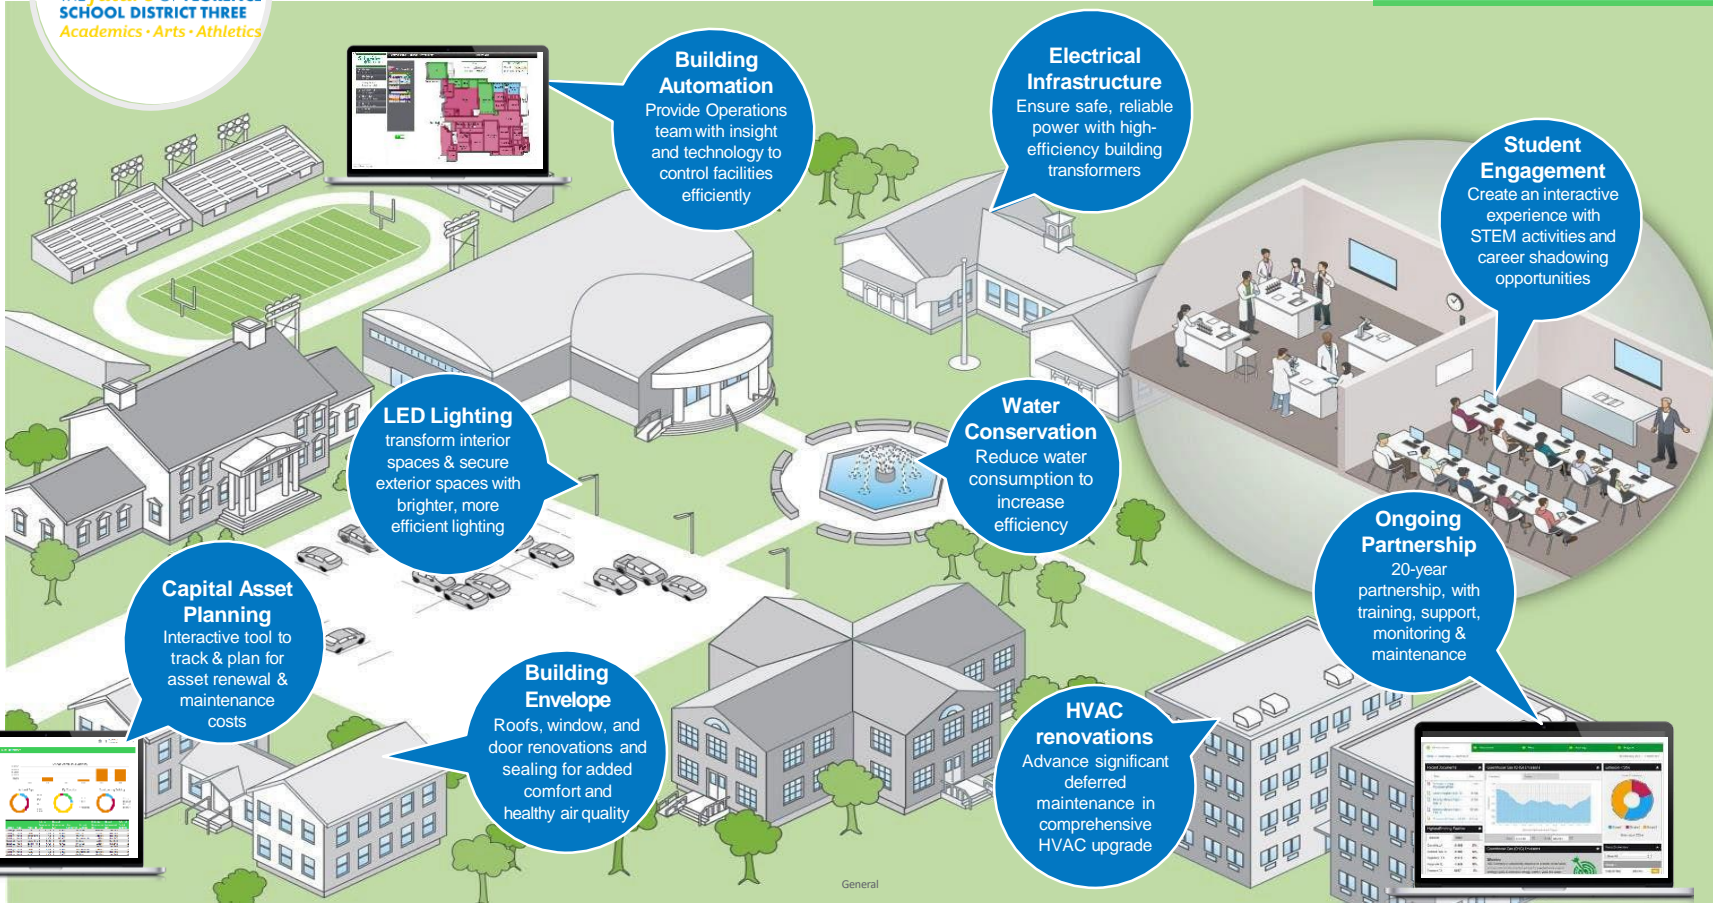 THE future OF FLORENCE
SCHOOL DISTRICT THREE
Academics · Arts · Athletics
Building
Automation
Provide Operations
team with insight
and technology to
control facilities
efficiently
Electrical
Infrastructure
Ensure safe, reliable
power with high-
efficiency building
transformers
Student
Engagement
Create an interactive
experience with
STEM activities and
career shadowing
opportunities
LED Lighting
transform interior
spaces & secure
exterior spaces with
brighter, more
efficient lighting
Water
Conservation
Reduce water
consumption to
increase
efficiency
Ongoing
Partnership
20-year
partnership, with
training, support,
monitoring &
maintenance
Capital Asset
Planning
Interactive tool to
track & plan for
asset renewal &
maintenance
costs
Building
Envelope
Roofs, window, and
door renovations and
sealing for added
comfort and
healthy air quality
HVAC
renovations
Advance significant
deferred
maintenance in
comprehensive
HVAC upgrade
General